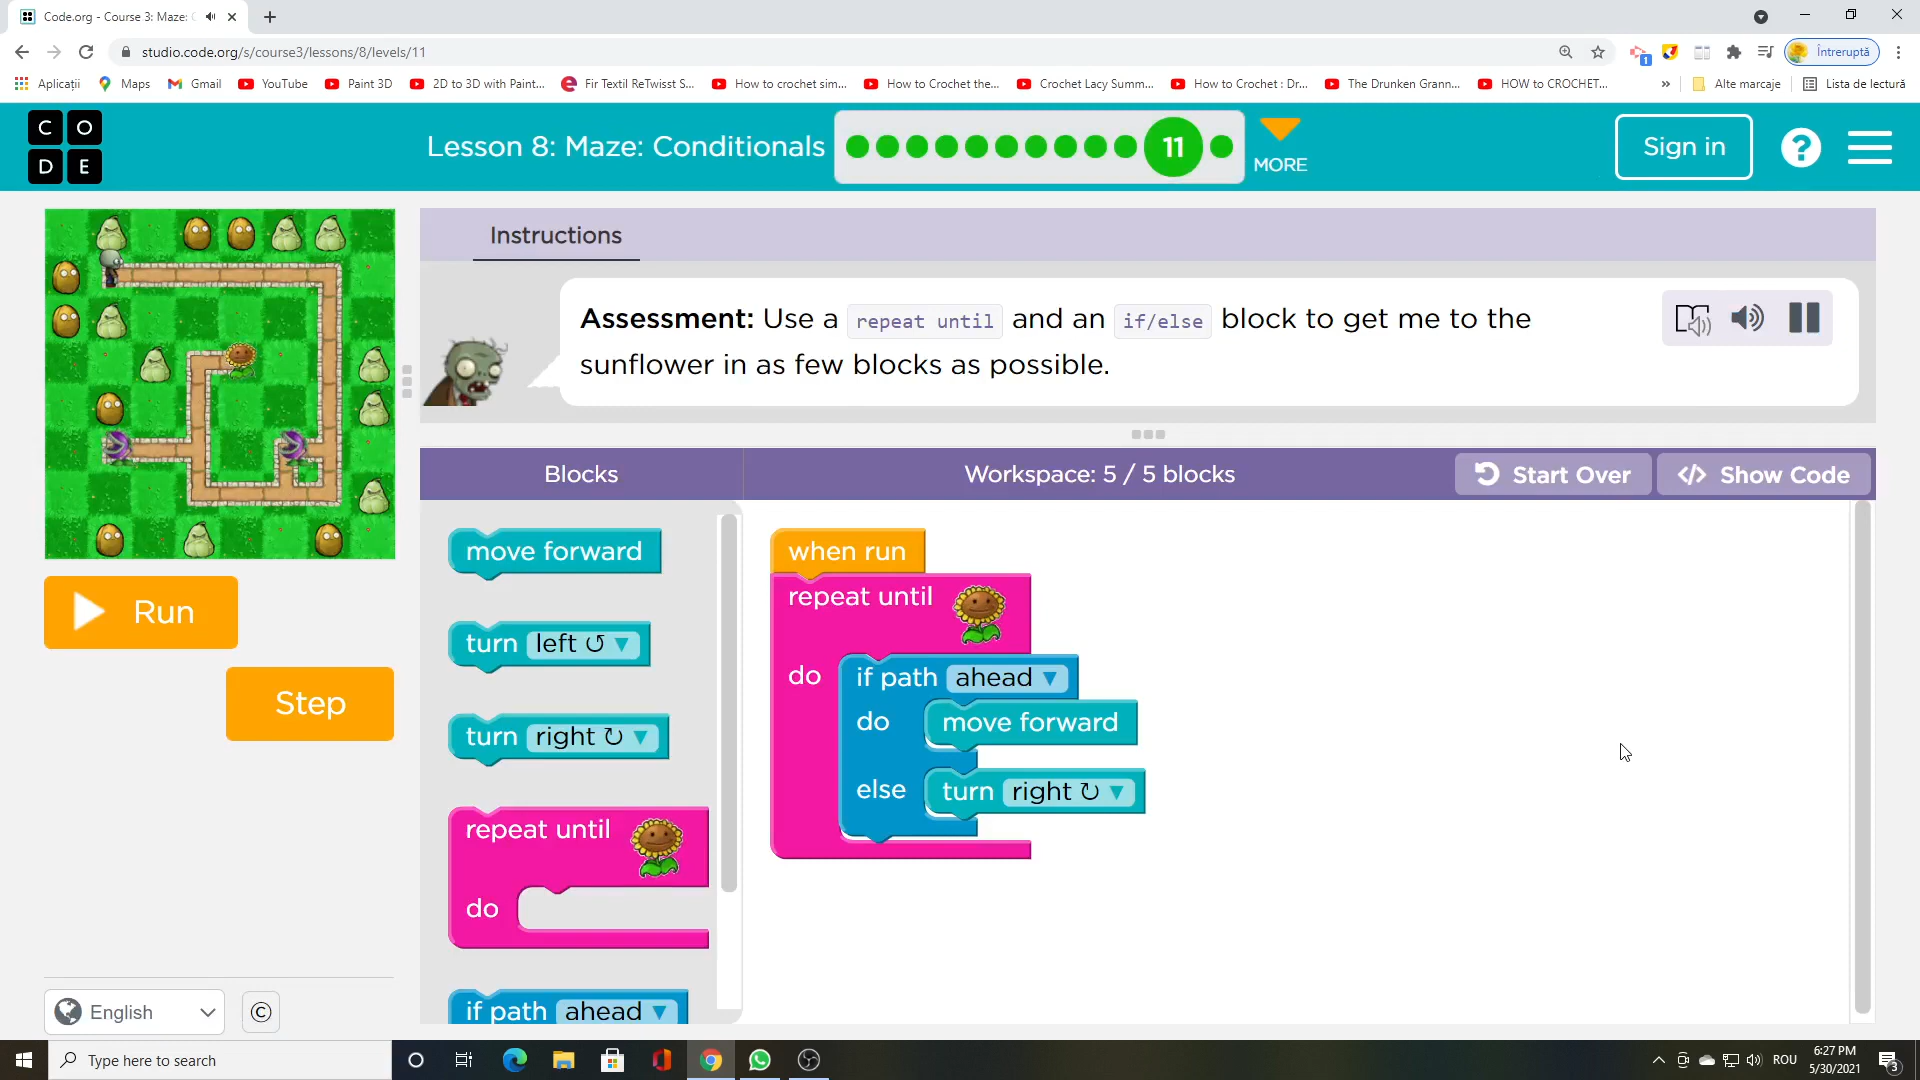 Code.org - Course 3: Maze: C
studio.code.org/s/course3/lessons/8/levels/11
1
Întreruptă
Aplicații
Maps
Gmail
YouTube
Paint 3D
2D to 3D with Paint...
Fir Textil ReTwisst S...
How to crochet sim...
How to Crochet the...
Crochet Lacy Summ...
How to Crochet : Dr...
The Drunken Grann...
HOW to CROCHET...
»
Alte marcaje
Lista de lectură
C O
D E
Lesson 8: Maze: Conditionals
11
MORE
Sign in
?
Instructions
Assessment: Use a repeat until and an if/else block to get me to the
sunflower in as few blocks as possible.
Blocks
Workspace: 5 / 5 blocks
Start Over
</> Show Code
move forward
turn left ↺ ▼
turn right ↻ ▼
repeat until
do
if path ahead ▼
when run
repeat until
do
if path ahead ▼
do
move forward
else
turn right ↻ ▼
Run
Step
English
©
Type here to search
ROU
6:27 PM
5/30/2021
3